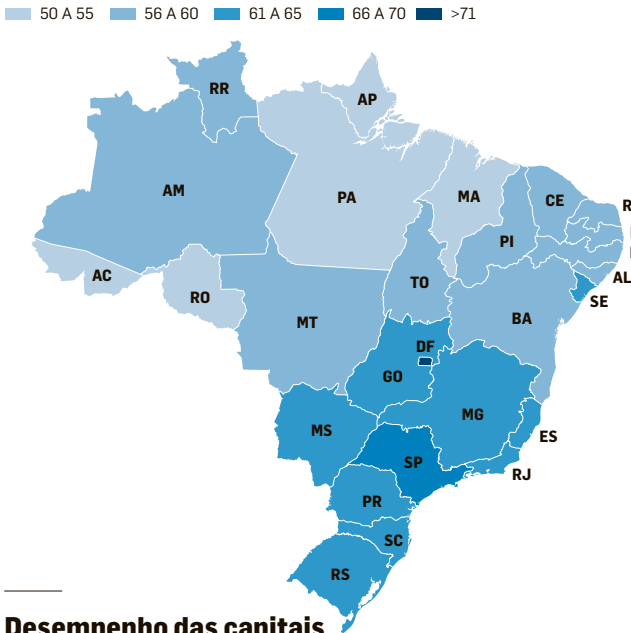 50 A 55 56 A 60 61 A 65 66 A 70 >71
RR
AP
AM
PA
MA
CE
R
PI
AC
RO
TO
AL
SE
MT
BA
DF
GO
MG
MS
ES
SP
RJ
PR
SC
RS
Desempenho das capitais